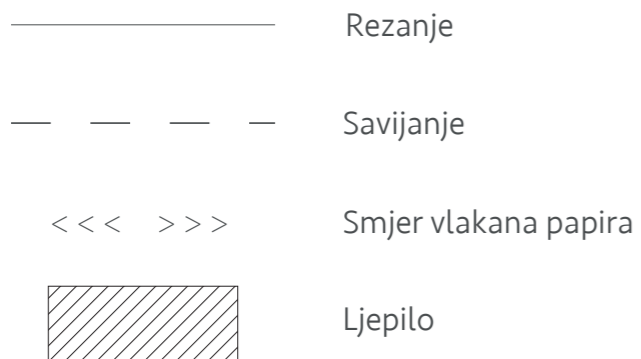 Rezanje
Savijanje
<<< >>> Smjer vlakana papira
Ljepilo